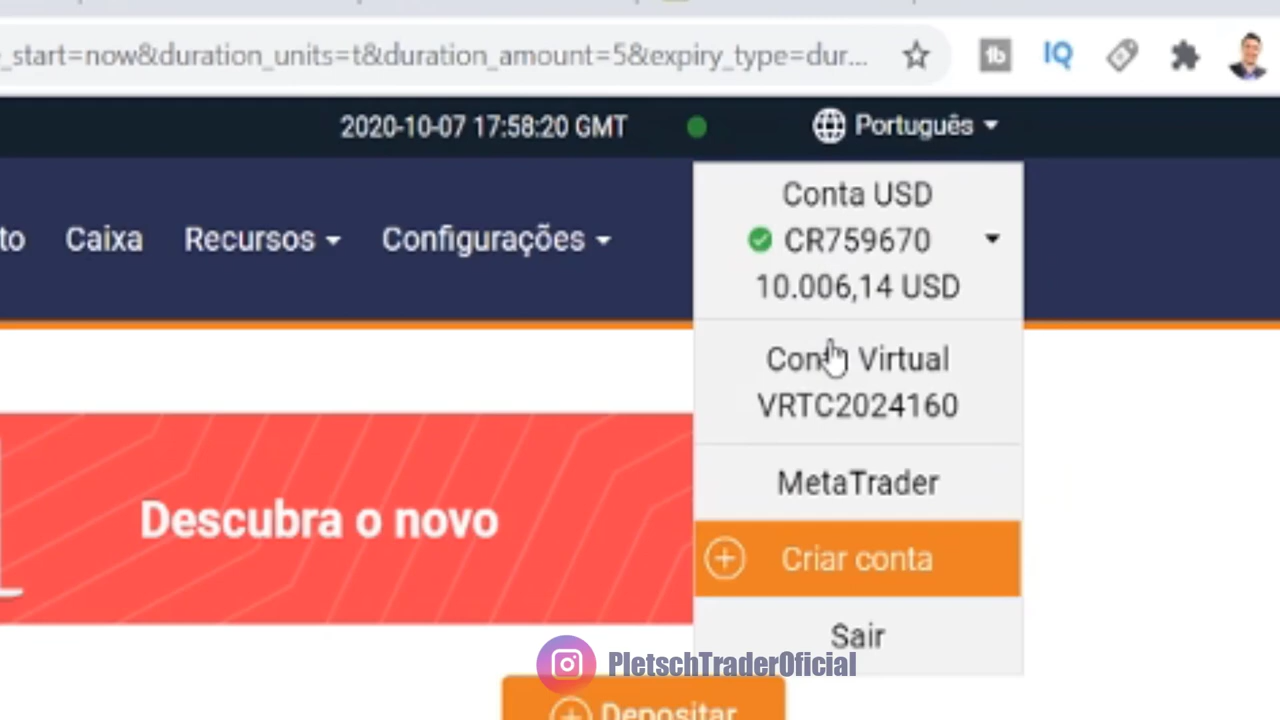 _start=now&duration_units=t&duration_amount=5&expiry_type=dur...
tb
IQ
2020-10-07 17:58:20 GMT
Português
to
Caixa
Recursos
Configurações
Conta USD
CR759670
10.006,14 USD
Virtual
VRTC2024160
MetaTrader
Criar conta
Sair
Descubra o novo
PletschTraderOficial
Depositar